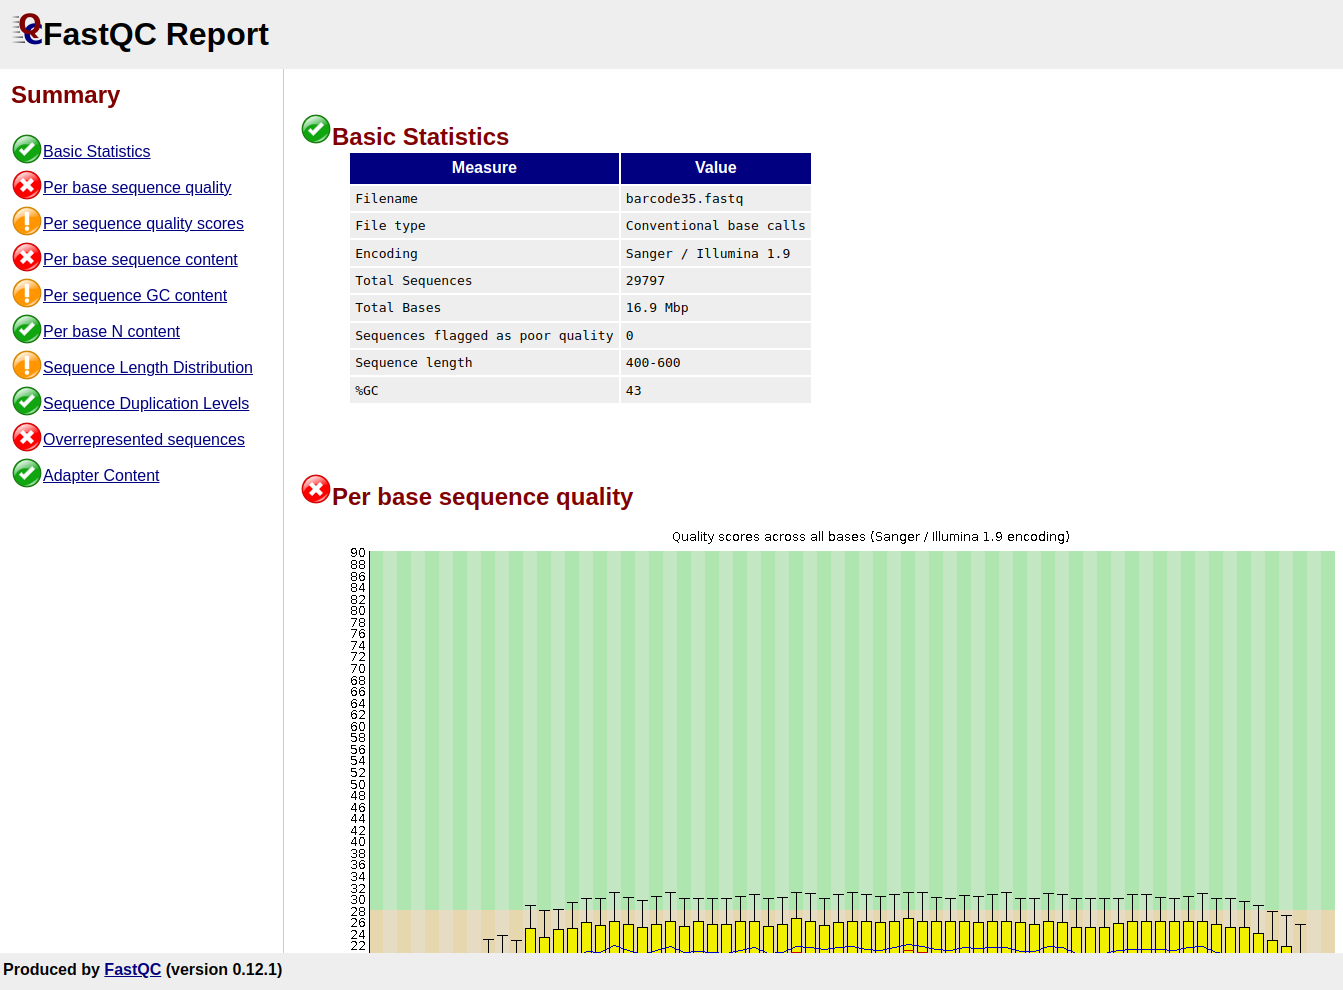 FastQC Report
Summary
Basic Statistics
Per base sequence quality
Per sequence quality scores
Per base sequence content
Per sequence GC content
Per base N content
Sequence Length Distribution
Sequence Duplication Levels
Overrepresented sequences
Adapter Content
Basic Statistics
Measure Value
Filename barcode35.fastq
File type Conventional base calls
Encoding Sanger / Illumina 1.9
Total Sequences 29797
Total Bases 16.9 Mbp
Sequences flagged as poor quality 0
Sequence length 400-600
%GC 43
Per base sequence quality
Quality scores across all bases (Sanger / Illumina 1.9 encoding)
90
88
86
84
82
80
78
76
74
72
70
68
66
64
62
60
58
56
54
52
50
48
46
44
42
40
38
36
34
32
30
28
26
24
22
Produced by FastQC (version 0.12.1)